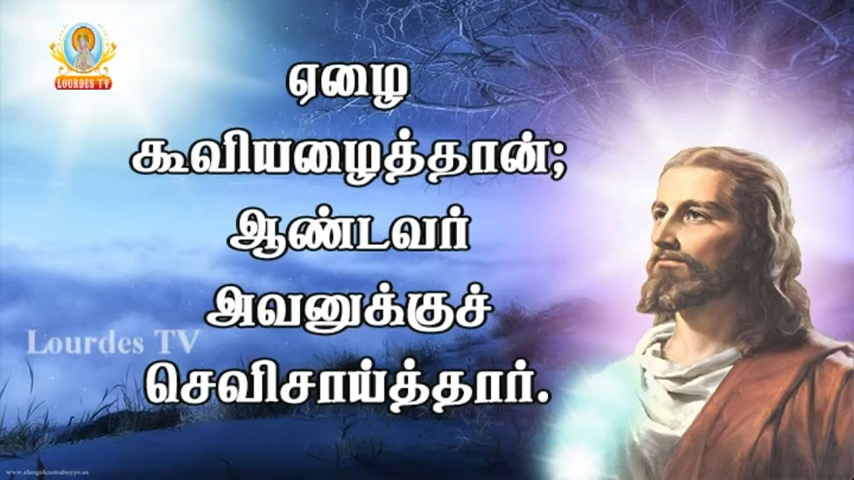 LOURDES TV
ஏழை
கூவியழைத்தான்;
ஆண்டவர்
அவனுக்குச்
Lourdes TV
செவிசாய்த்தார்.